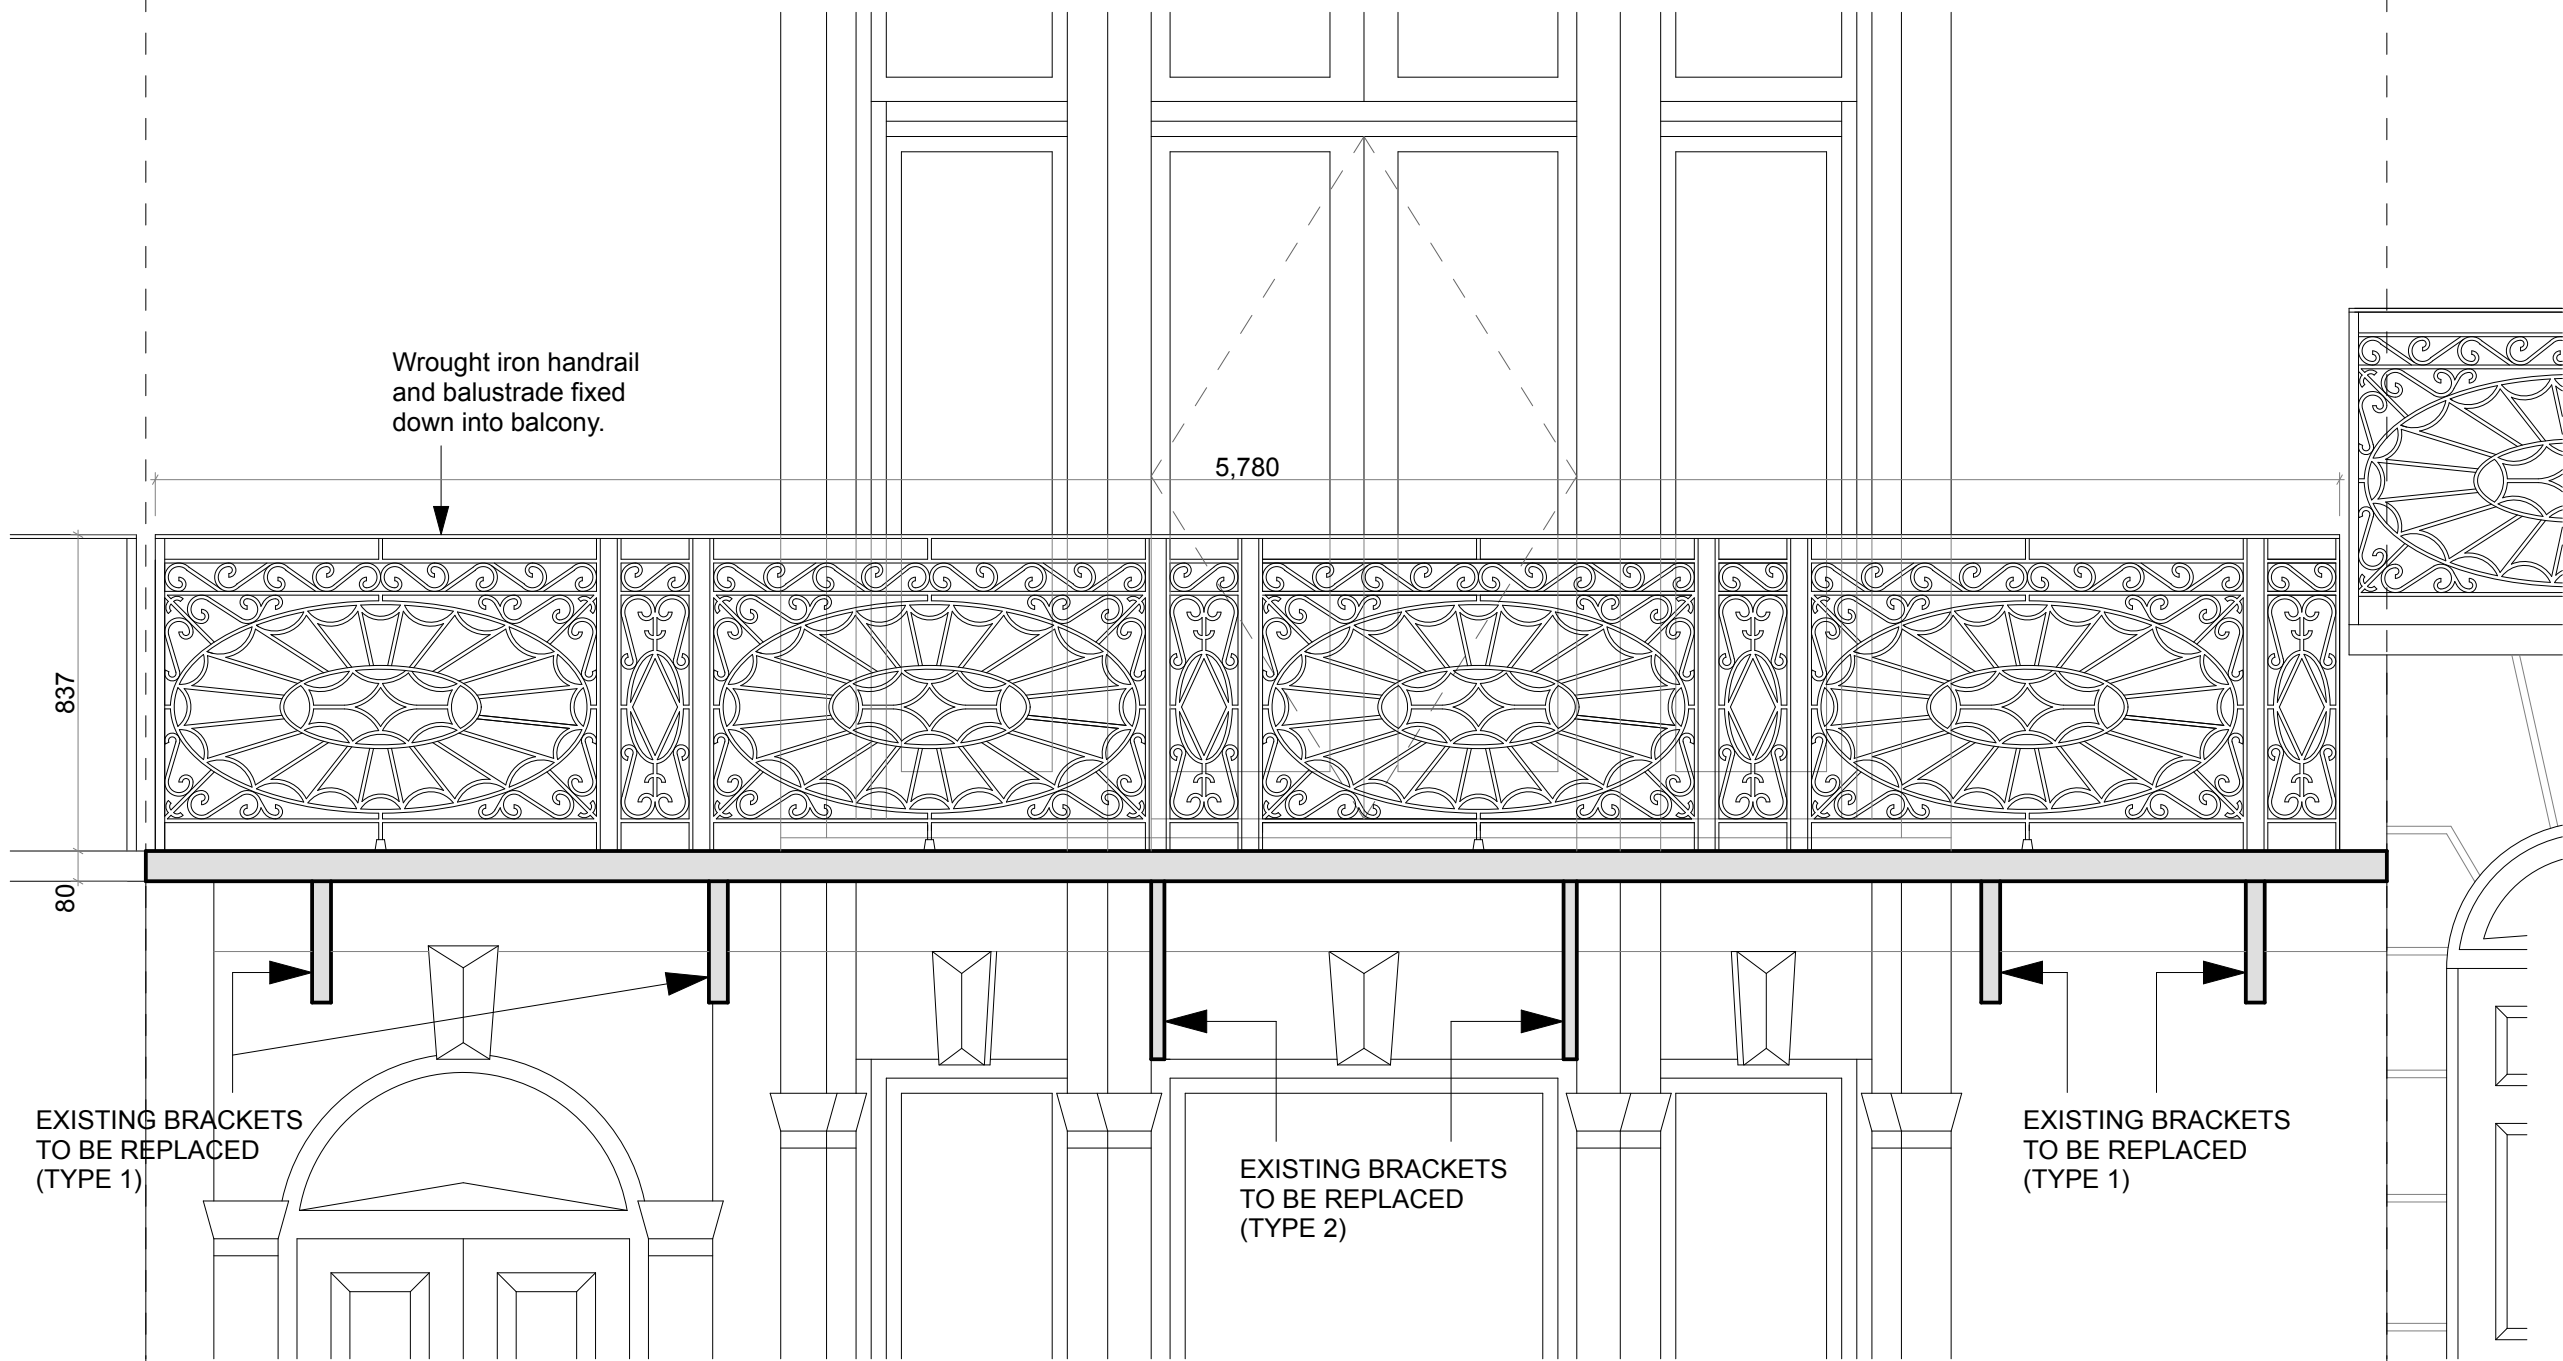 Wrought iron handrail
and balustrade fixed
down into balcony.
5,780
837
80
EXISTING BRACKETS
TO BE REPLACED
(TYPE 1)
EXISTING BRACKETS
TO BE REPLACED
(TYPE 2)
EXISTING BRACKETS
TO BE REPLACED
(TYPE 1)